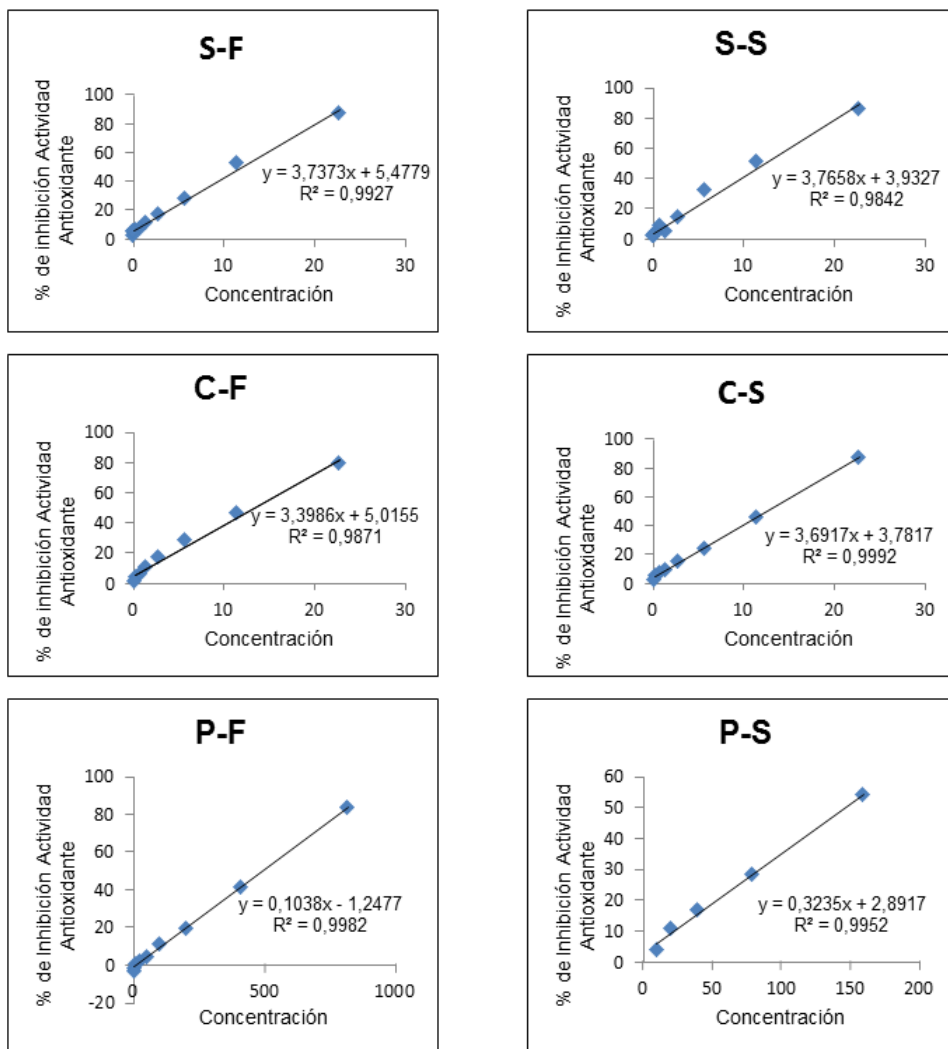 S-F
% de inhibición Actividad
Antioxidante
100
80
60
40
20
0
y = 3,7373x + 5,4779
R² = 0,9927
0 10 20 30
Concentración
S-S
% de Inhibición Actividad
Antioxidante
100
80
60
40
20
0
y = 3,7658x + 3,9327
R² = 0,9842
0 10 20 30
Concentración
C-F
% de inhibición Actividad
Antioxidante
100
80
60
40
20
0
y = 3,3986x + 5,0155
R² = 0,9871
0 10 20 30
Concentración
C-S
% de Inhibición Actividad
Antioxidante
100
80
60
40
20
0
y = 3,6917x + 3,7817
R² = 0,9992
0 10 20 30
Concentración
P-F
% de Inhibición Actividad
Antioxidante
100
80
60
40
20
0
-20
y = 0,1038x - 1,2477
R² = 0,9982
0 500 1000
Concentración
P-S
% de Inhibición Actividad
Antioxidante
60
50
40
30
20
10
0
y = 0,3235x + 2,8917
R² = 0,9952
0 50 100 150 200
Concentración